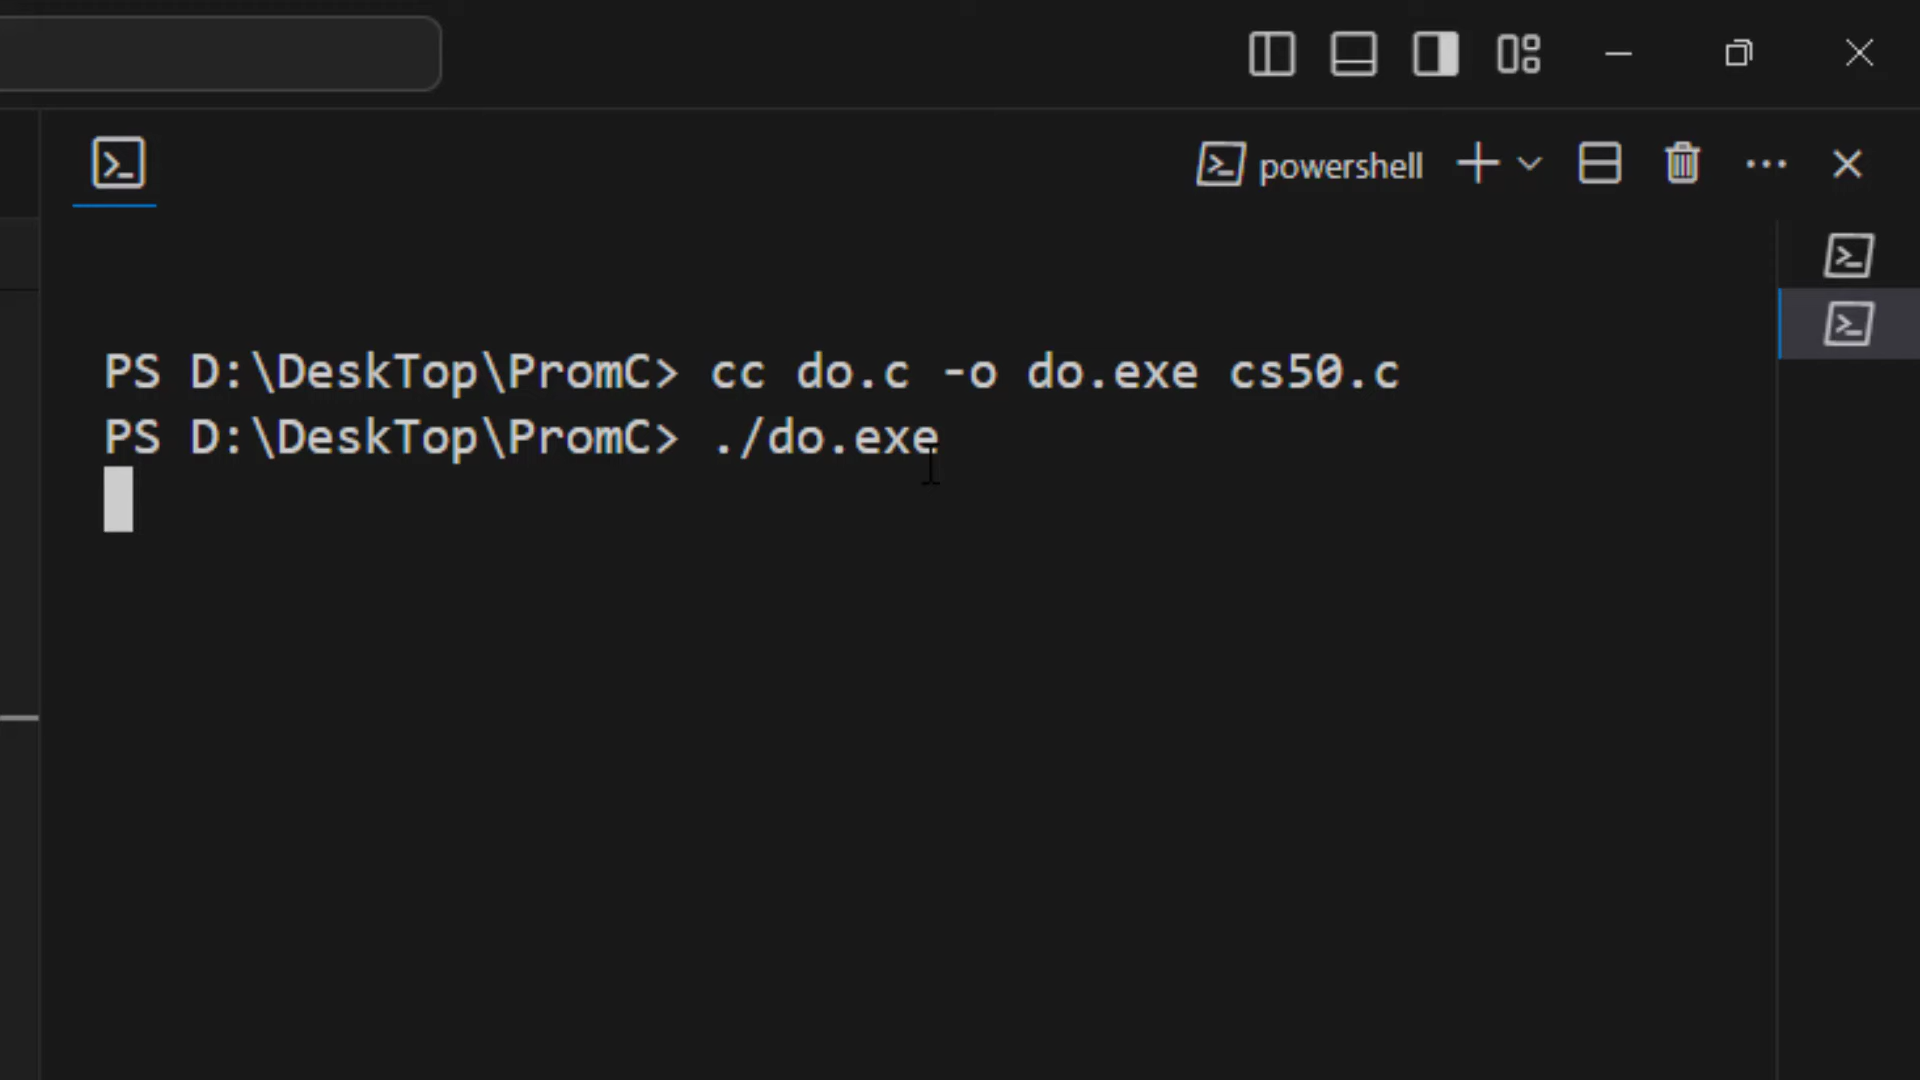 powershell
PS D:\DeskTop\PromC> cc do.c -o do.exe cs50.c
PS D:\DeskTop\PromC> ./do.exe